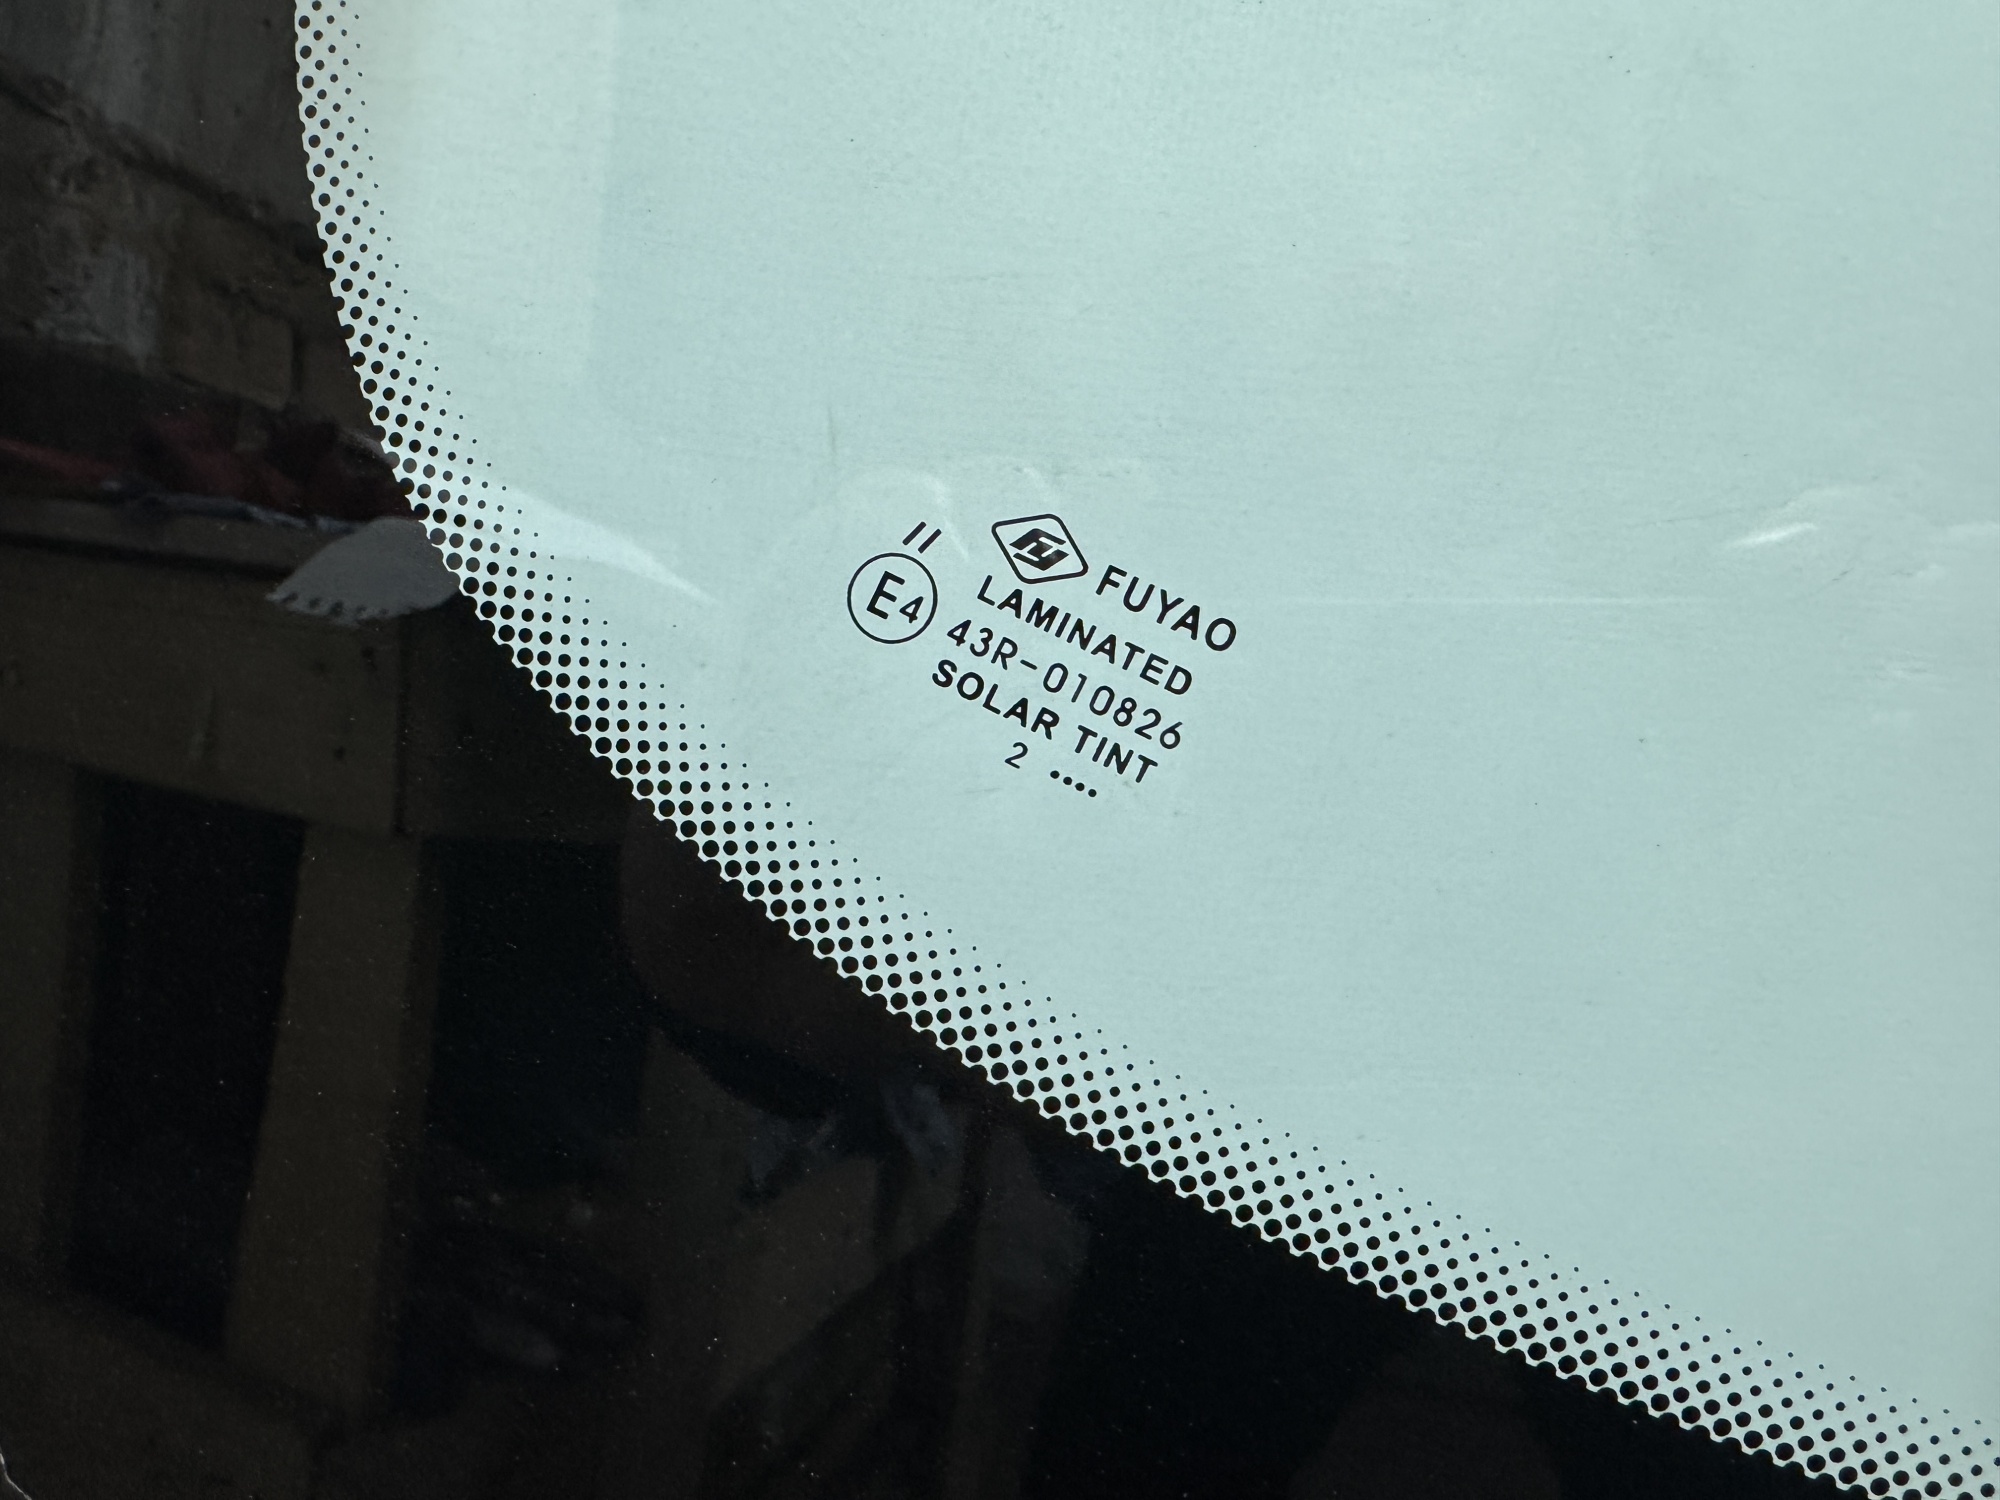 FUYAO
II
LAMINATED
E4
43R-010826
SOLAR TINT
2 ....